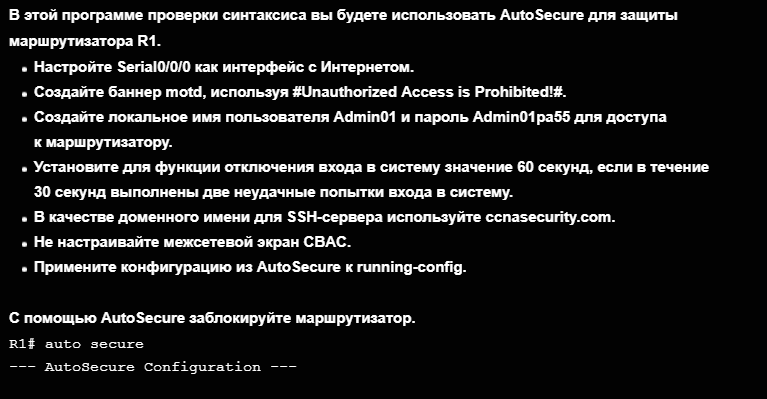 В этой программе проверки синтаксиса вы будете использовать AutoSecure для защиты
маршрутизатора R1.
• Настройте Serial0/0/0 как интерфейс с Интернетом.
• Создайте баннер motd, используя #Unauthorized Access is Prohibited!#.
• Создайте локальное имя пользователя Admin01 и пароль Admin01pa55 для доступа
к маршрутизатору.
• Установите для функции отключения входа в систему значение 60 секунд, если в течение
30 секунд выполнены две неудачные попытки входа в систему.
• В качестве доменного имени для SSH-сервера используйте ccnasecurity.com.
• Не настраивайте межсетевой экран CBAC.
• Примените конфигурацию из AutoSecure к running-config.
С помощью AutoSecure заблокируйте маршрутизатор.
R1# auto secure
--- AutoSecure Configuration ---